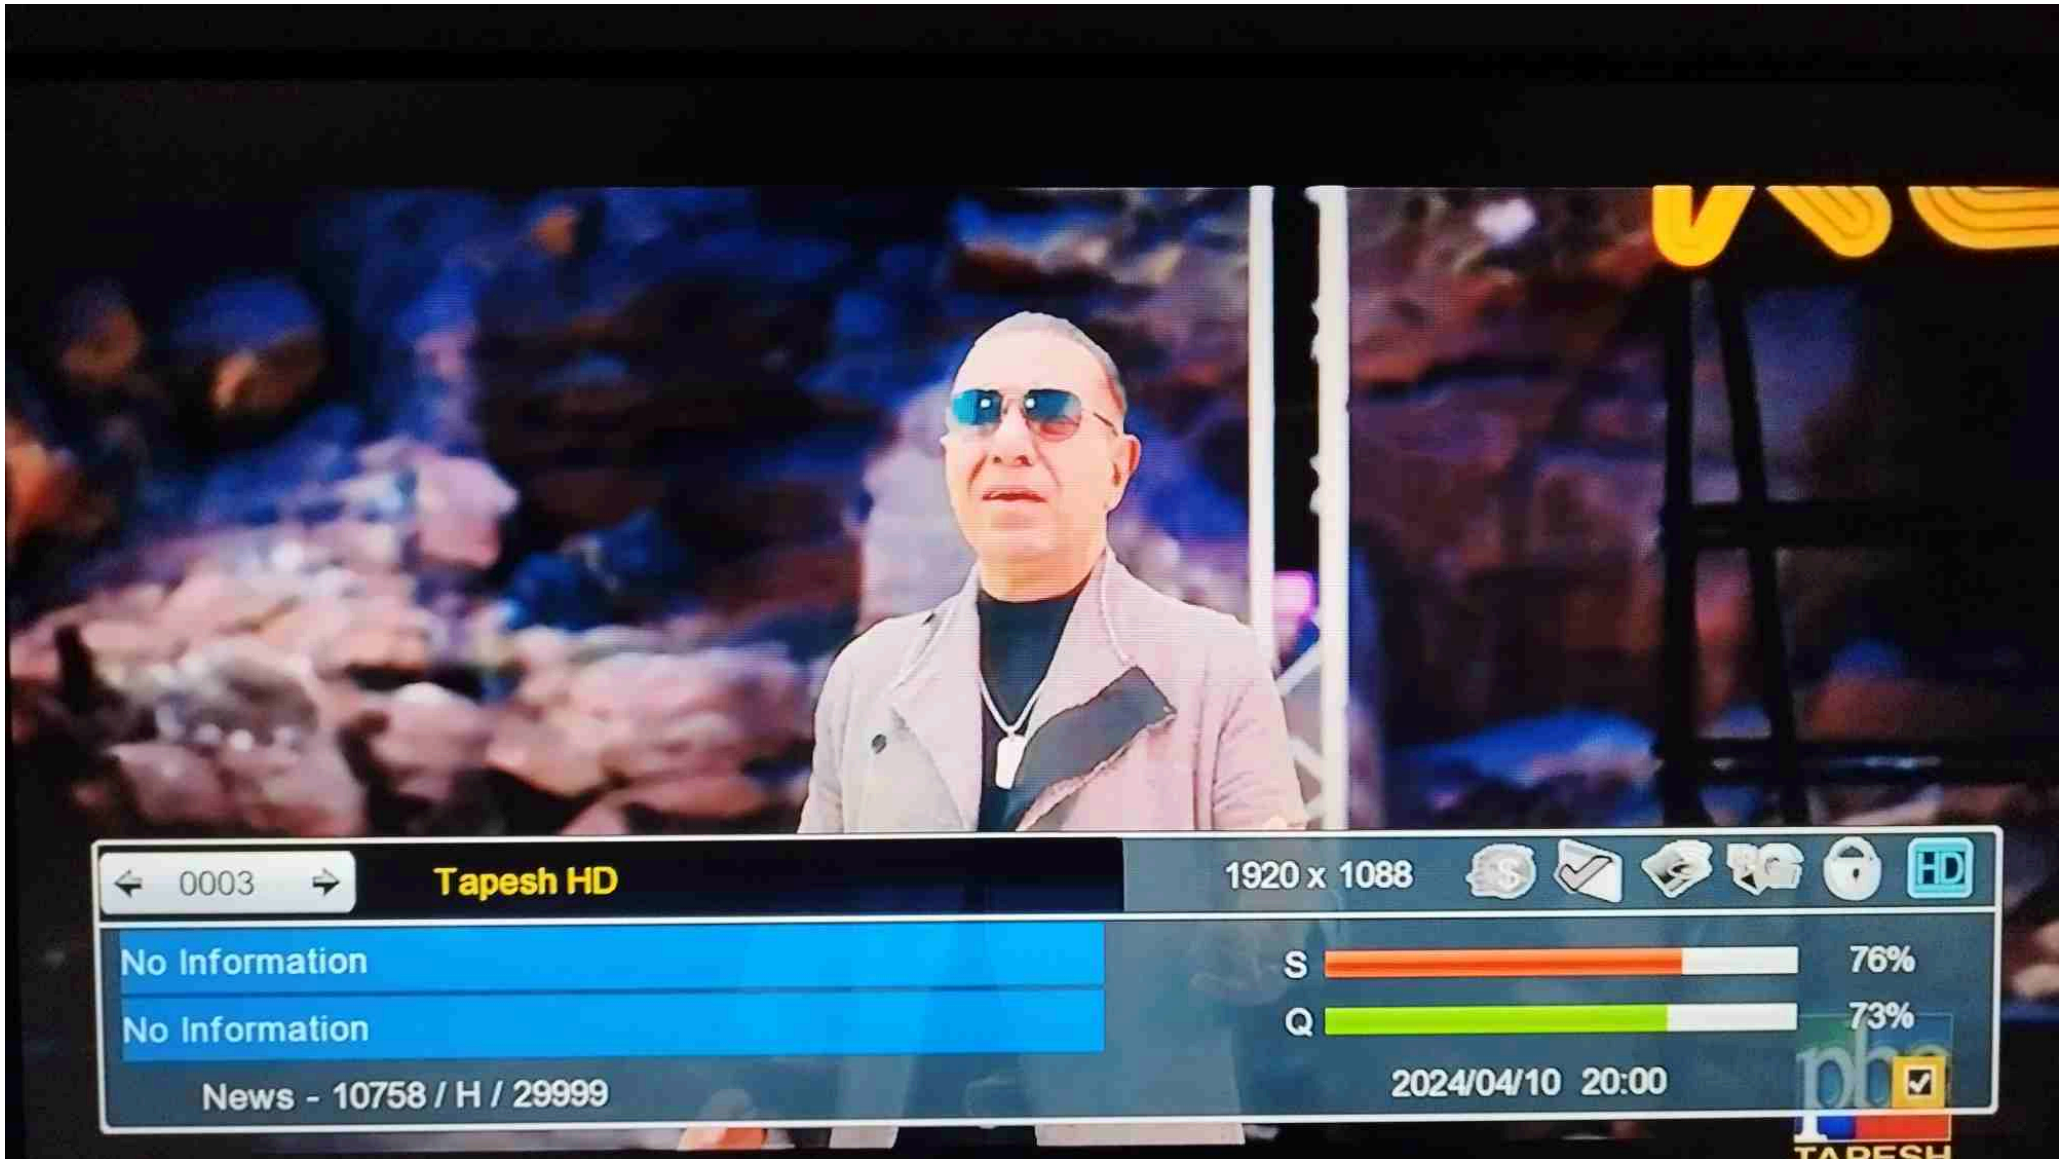 0003
Tapesh HD
1920 x 1088
HD
No Information
S
76%
No Information
Q
73%
News - 10758 / H / 29999
2024/04/10 20:00
TAPESH